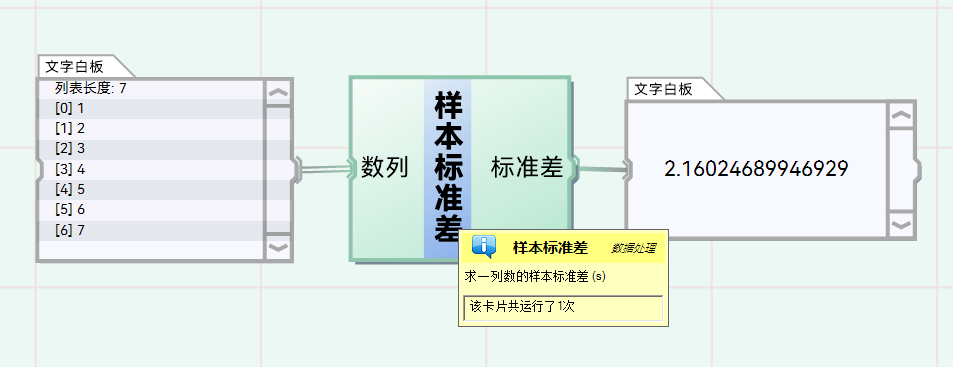 文字白板
列表长度: 7
[0] 1
[1] 2
[2] 3
[3] 4
[4] 5
[5] 6
[6] 7
数列
样本标准差
标准差
文字白板
2.16024689946929
样本标准差 数据处理
求一列数的样本标准差 (s)
该卡片共运行了1次